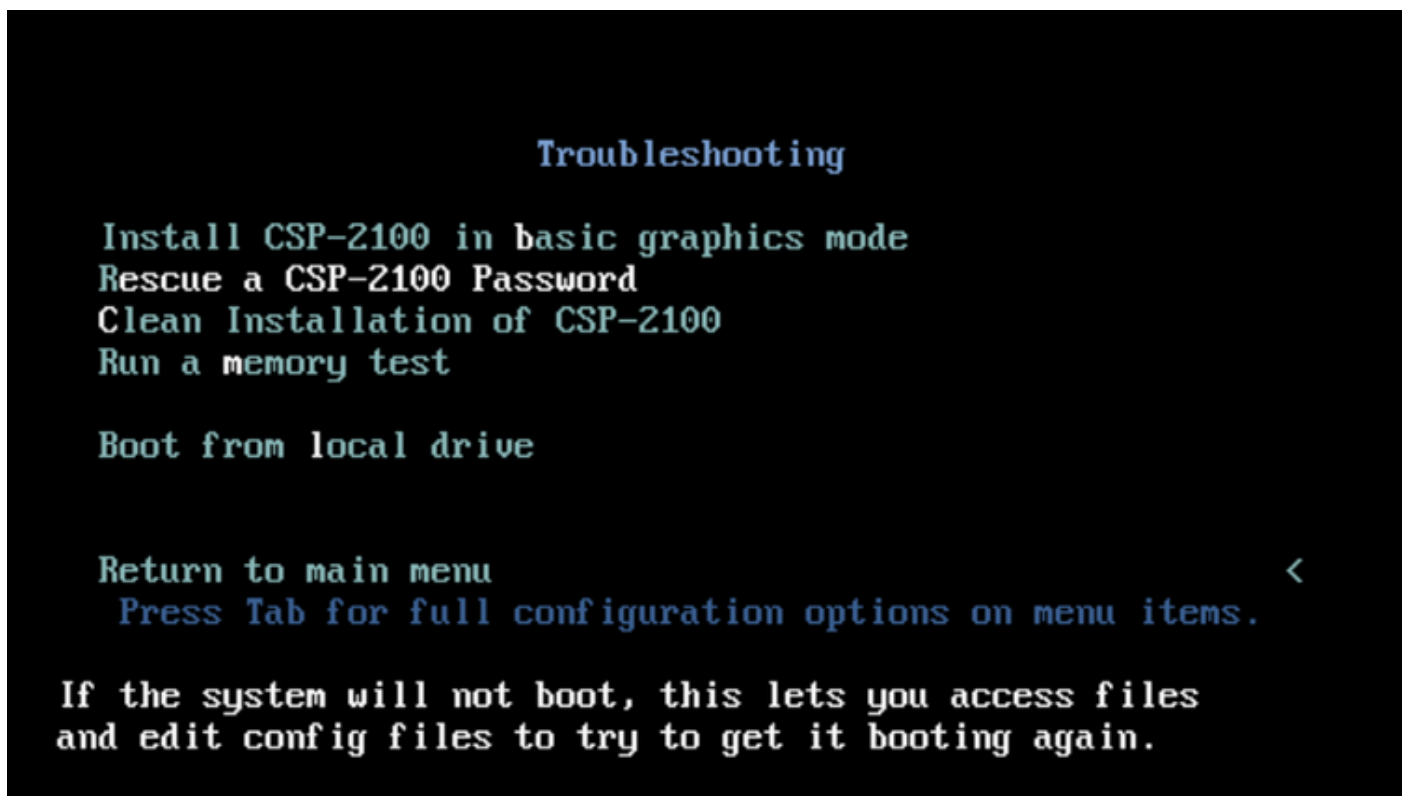 Troubleshooting
Install CSP-2100 in basic graphics mode
Rescue a CSP-2100 Password
Clean Installation of CSP-2100
Run a memory test
Boot from local drive
Return to main menu <
Press Tab for full configuration options on menu items.
If the system will not boot, this lets you access files
and edit config files to try to get it booting again.